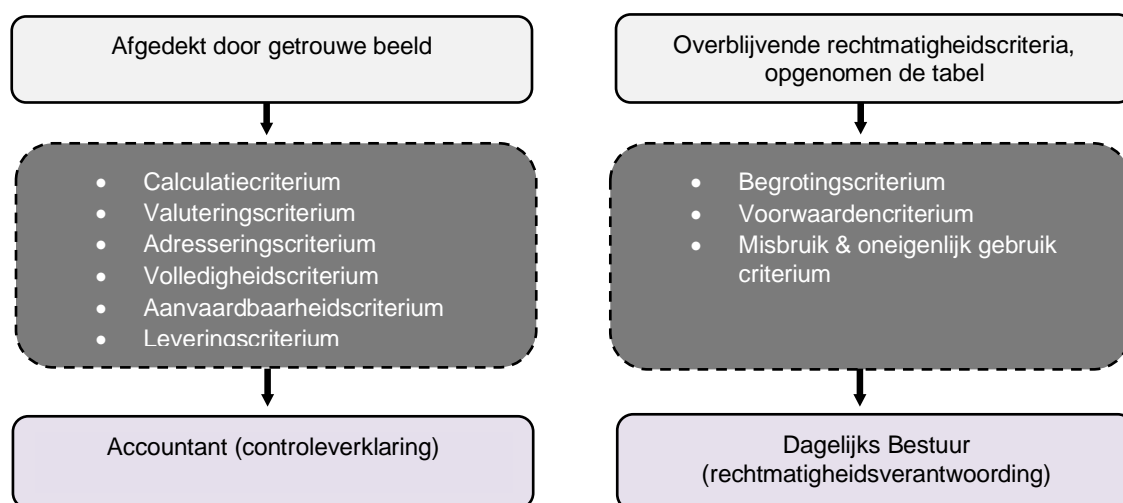 Afgedekt door getrouwe beeld
• Calculatiecriterium
• Valuteringscriterium
• Adresseringscriterium
• Volledigheidscriterium
• Aanvaardbaarheidscriterium
• Leveringscriterium
Accountant (controleverklaring)
Overblijvende rechtmatigheidscriteria,
opgenomen de tabel
• Begrotingscriterium
• Voorwaardencriterium
• Misbruik & oneigenlijk gebruik
criterium
Dagelijks Bestuur
(rechtmatigheidsverantwoording)